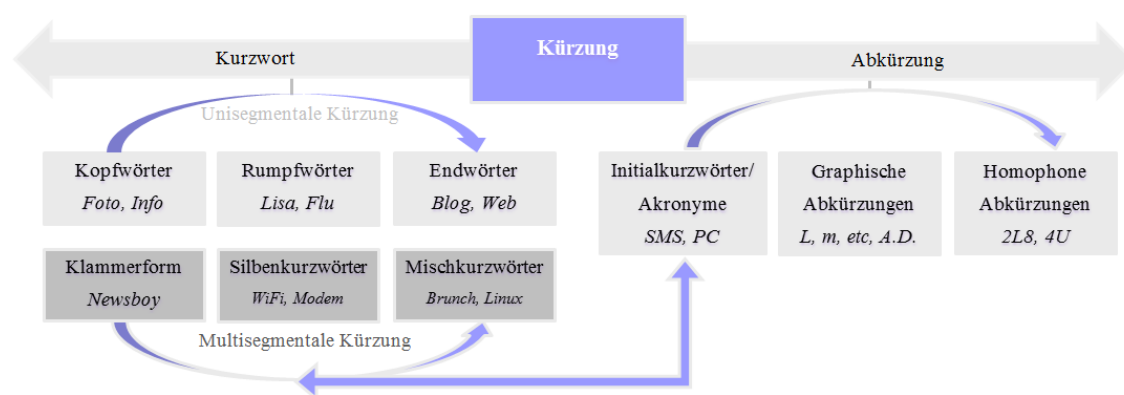 Kürzung
Kurzwort
Abkürzung
Unisegmentale Kürzung
Kopfwörter
Foto, Info
Rumpfwörter
Lisa, Flu
Endwörter
Blog, Web
Initialkurzwörter/
Akronyme
SMS, PC
Graphische
Abkürzungen
L, m, etc, A.D.
Homophone
Abkürzungen
2L8, 4U
Klammerform
Newsboy
Silbenkurzwörter
WiFi, Modem
Mischkurzwörter
Brunch, Linux
Multisegmentale Kürzung